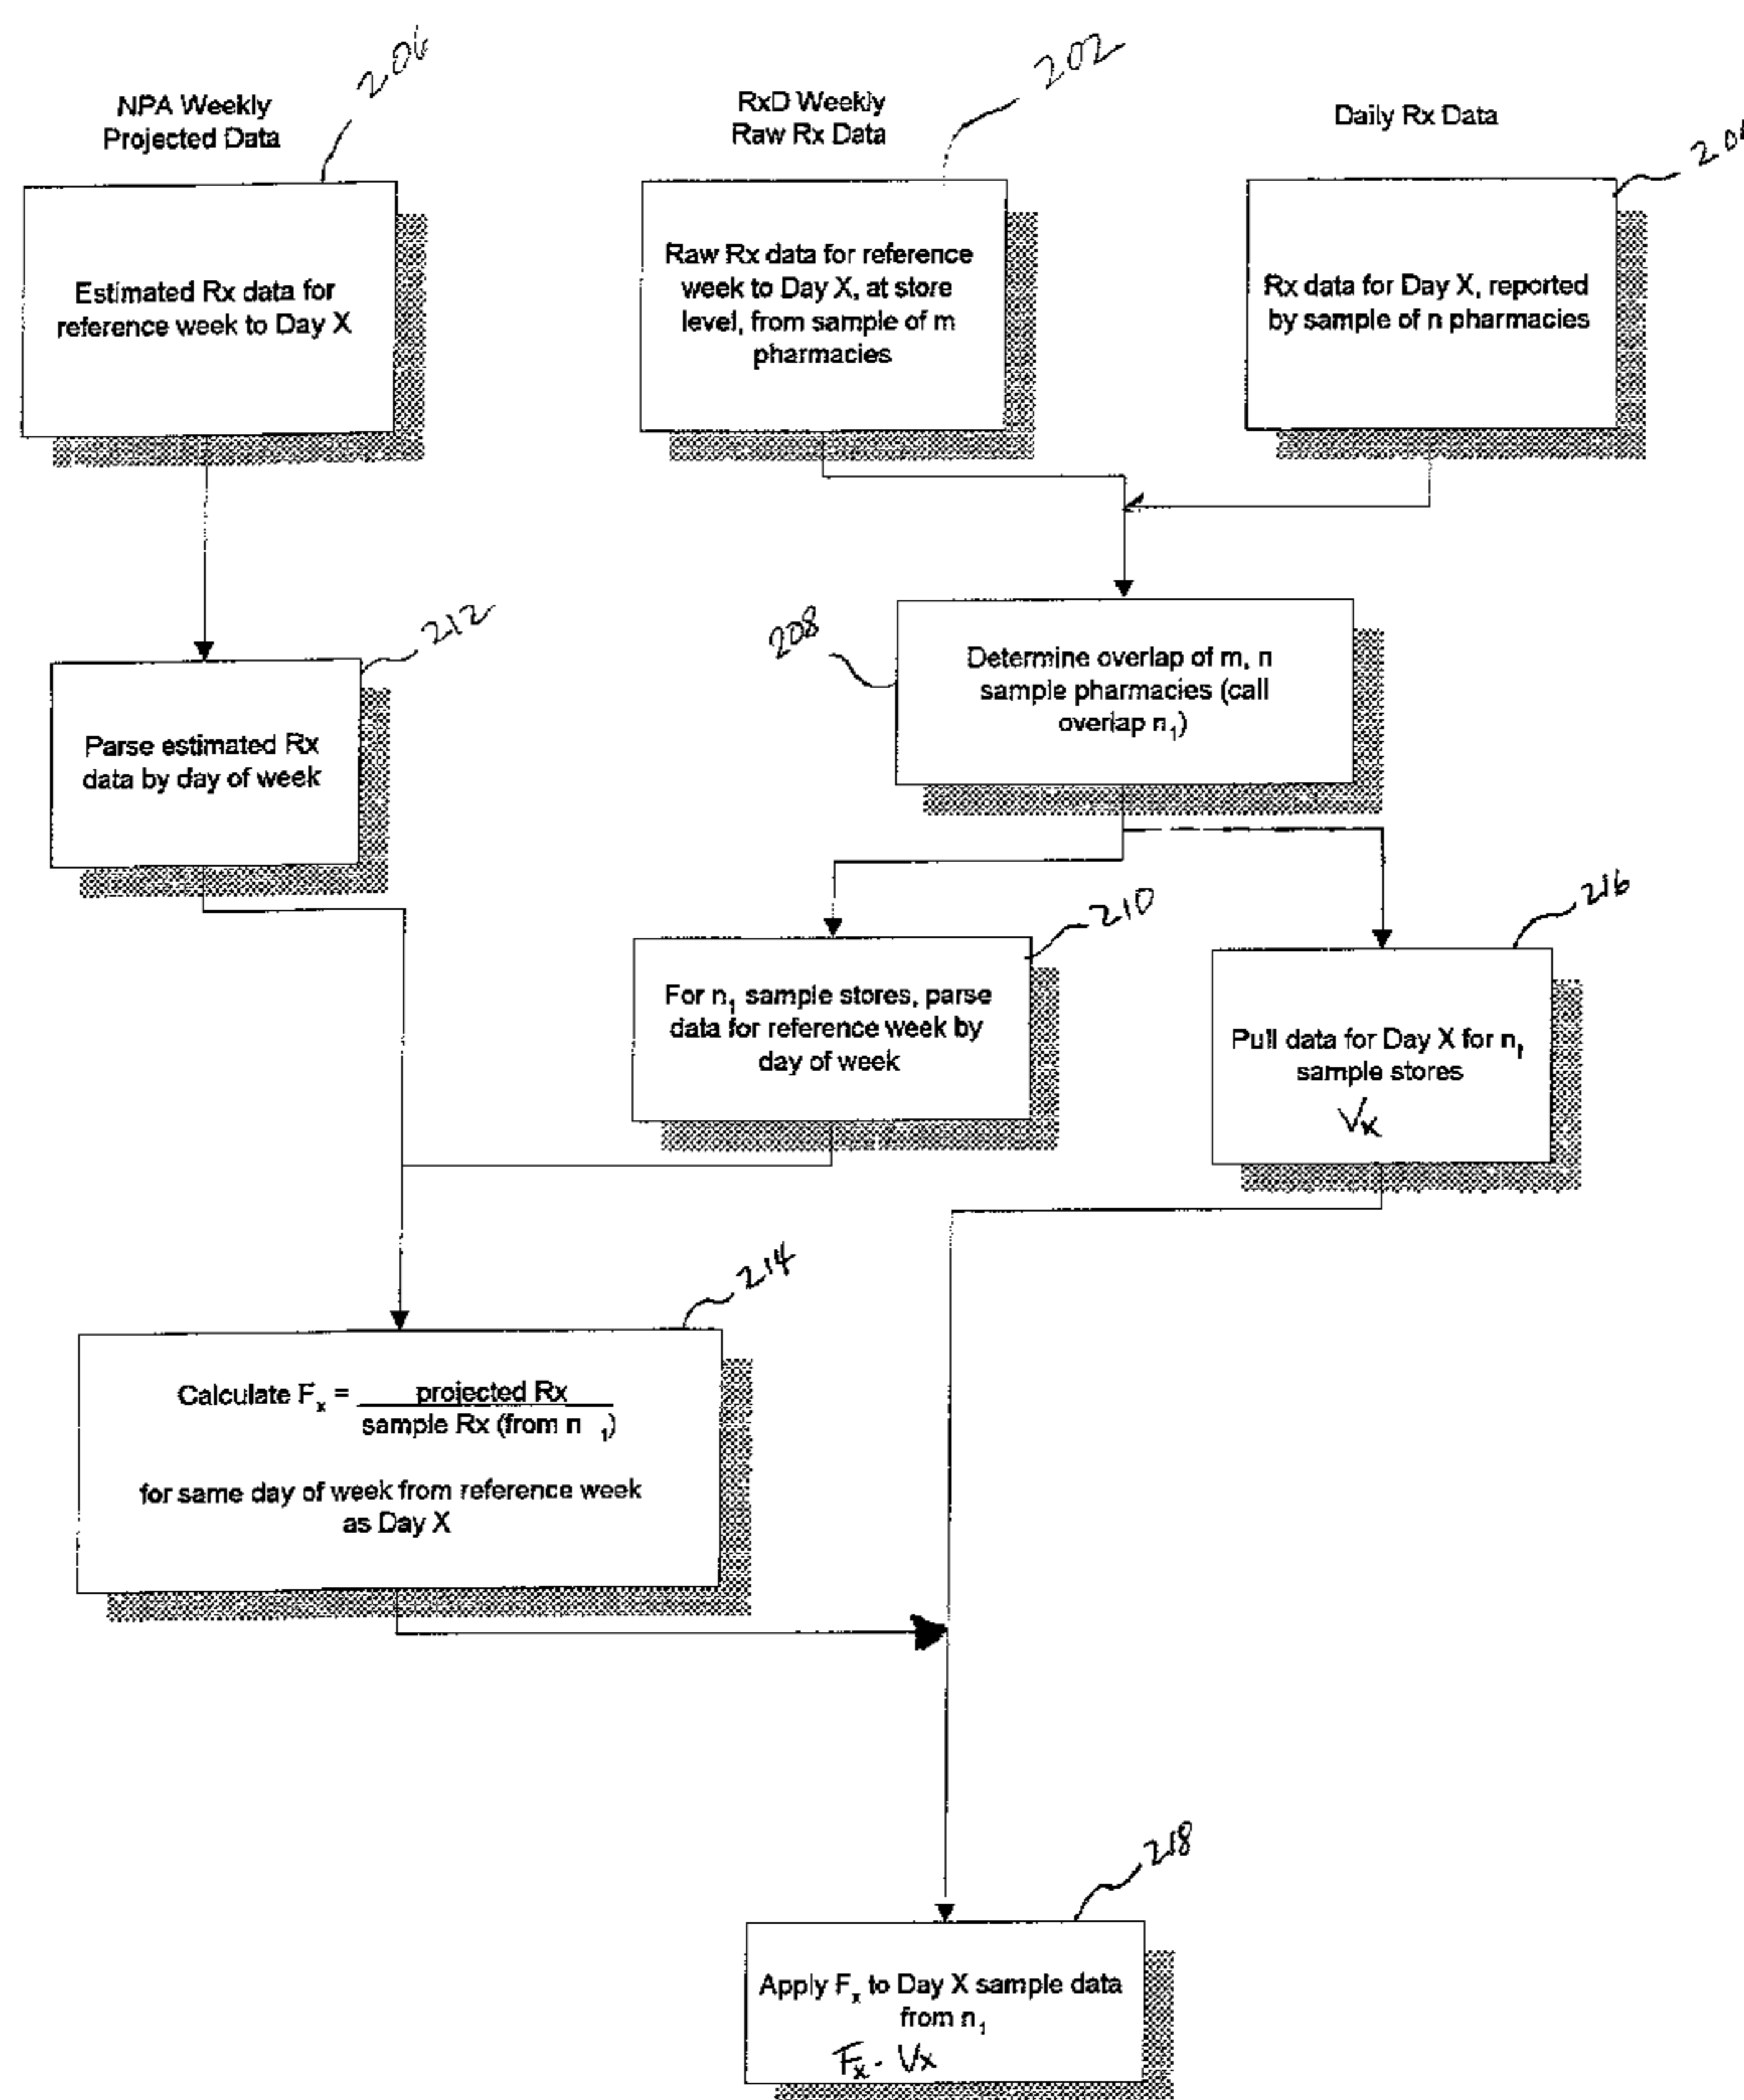 NPA Weekly
Projected Data
206
RxD Weekly
Raw Rx Data
202
Daily Rx Data
Estimated Rx data for
reference week to Day X
Raw Rx data for reference
week to Day X, at store
level, from sample of m
pharmacies
Rx data for Day X, reported
by sample of n pharmacies
212
208
Parse estimated Rx
data by day of week
Determine overlap of m, n
sample pharmacies (call
overlap n₁)
210
216
For n₁ sample stores, parse
data for reference week by
day of week
Pull data for Day X for n₁
sample stores
Vx
214
Calculate Fₓ = projected Rx
sample Rx (from n ₁)
for same day of week from reference week
as Day X
218
Apply Fₓ to Day X sample data
from n₁
Fx · Vx